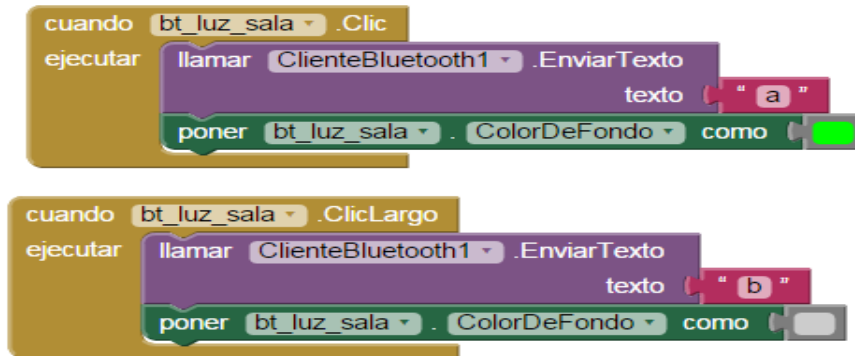 cuando bt_luz_sala .Clic
ejecutar llamar ClienteBluetooth1 .EnviarTexto
texto " a "
poner bt_luz_sala . ColorDeFondo como
cuando bt_luz_sala .ClicLargo
ejecutar llamar ClienteBluetooth1 .EnviarTexto
texto " b "
poner bt_luz_sala . ColorDeFondo como